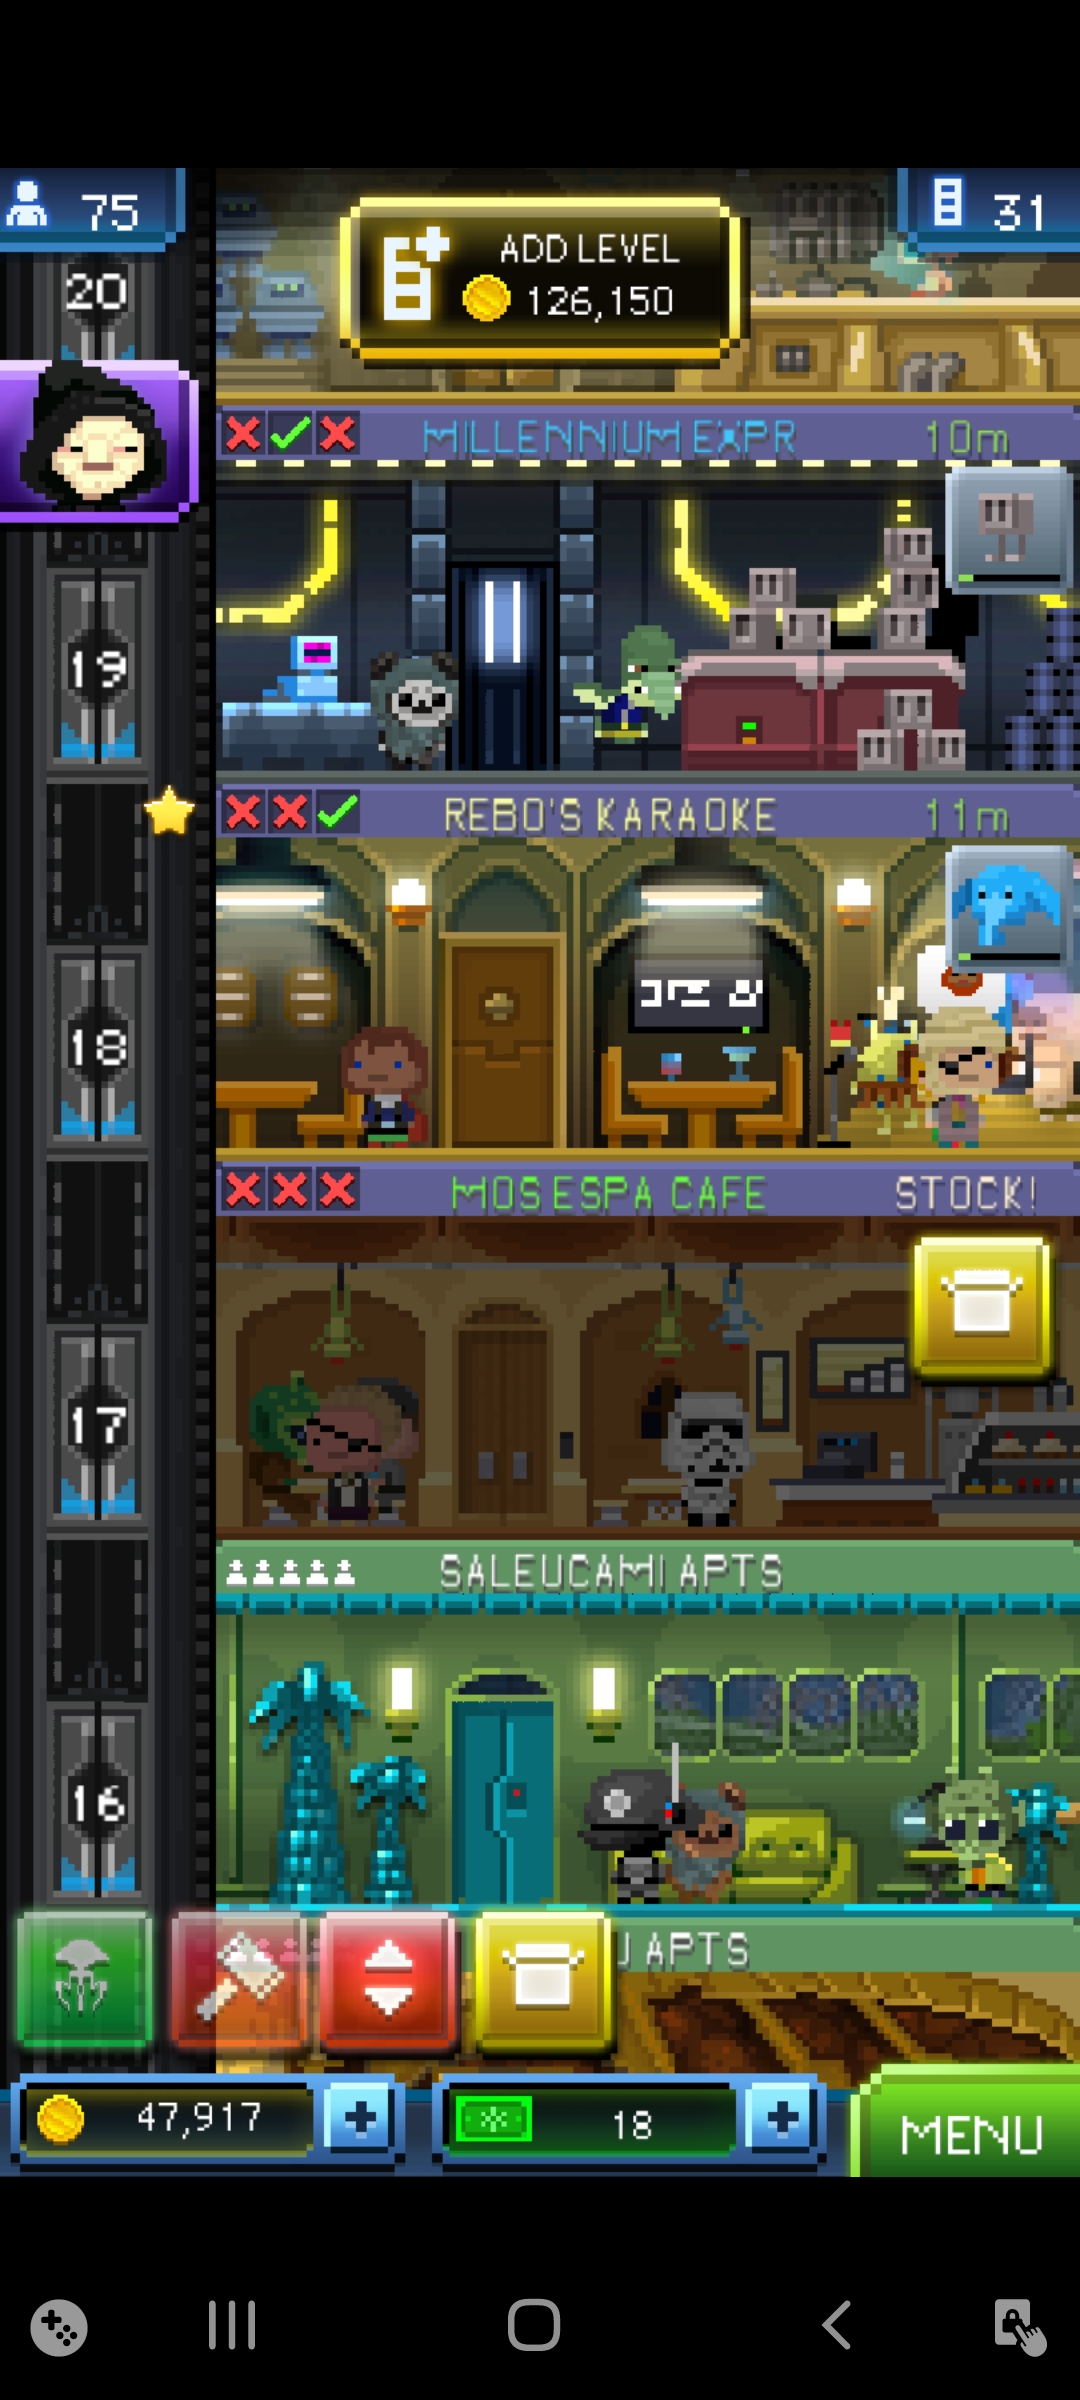 75
ADD LEVEL
126,150
31
20
MILLENNIUM EXPR
10m
19
REBO'S KARAOKE
11m
18
MOS ESPA CAFE
STOCK!
17
SALEUCAMI APTS
16
U APTS
47,917
18
MENU